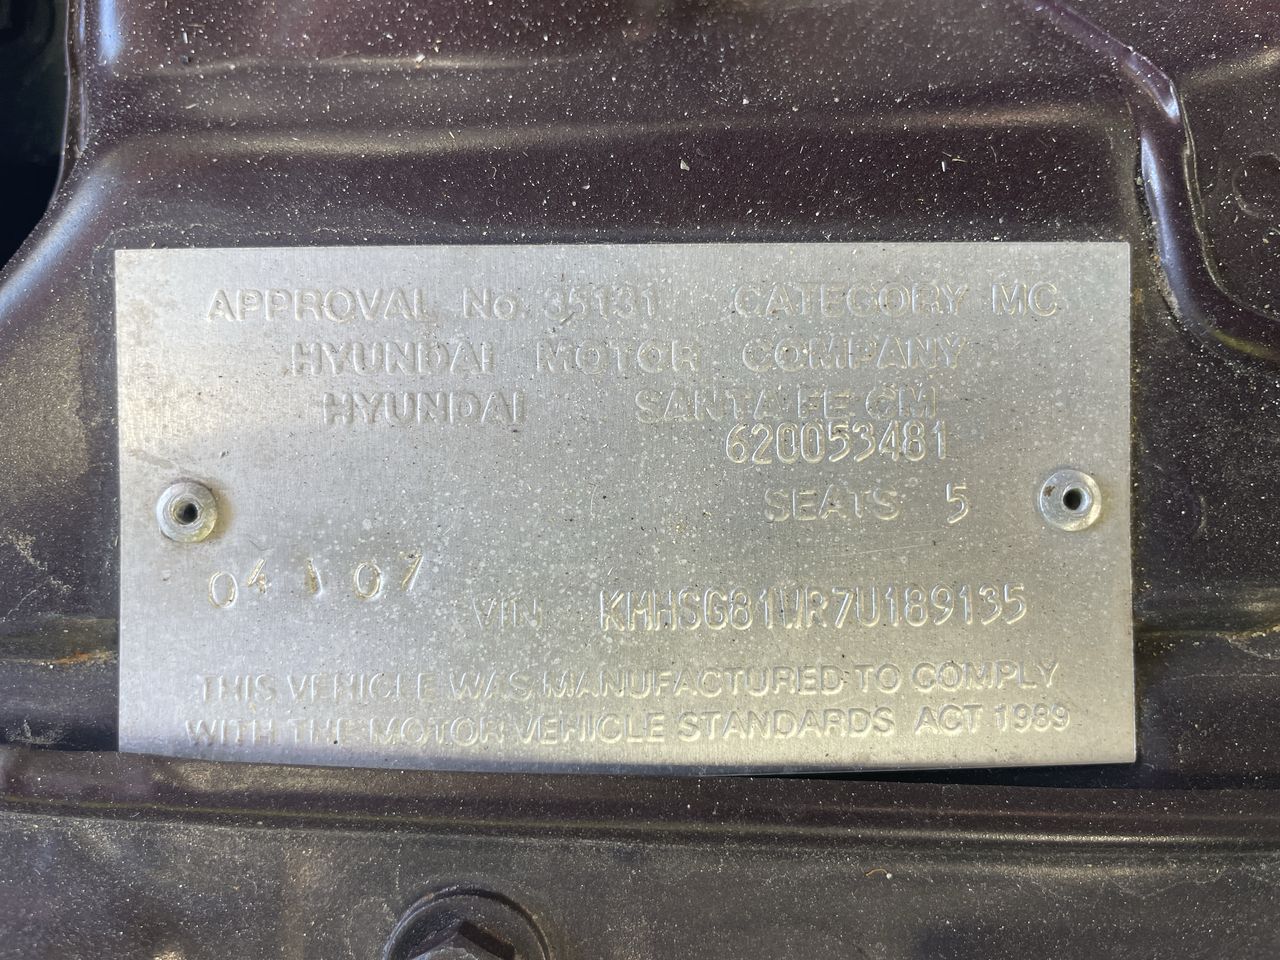 APPROVAL No. 35131 CATEGORY MC
HYUNDAI MOTOR COMPANY
HYUNDAI SANTA FE CM
620053481
SEATS 5
04 / 07
VIN KMHSG81WR7U189135
THIS VEHICLE WAS MANUFACTURED TO COMPLY
WITH THE MOTOR VEHICLE STANDARDS ACT 1989